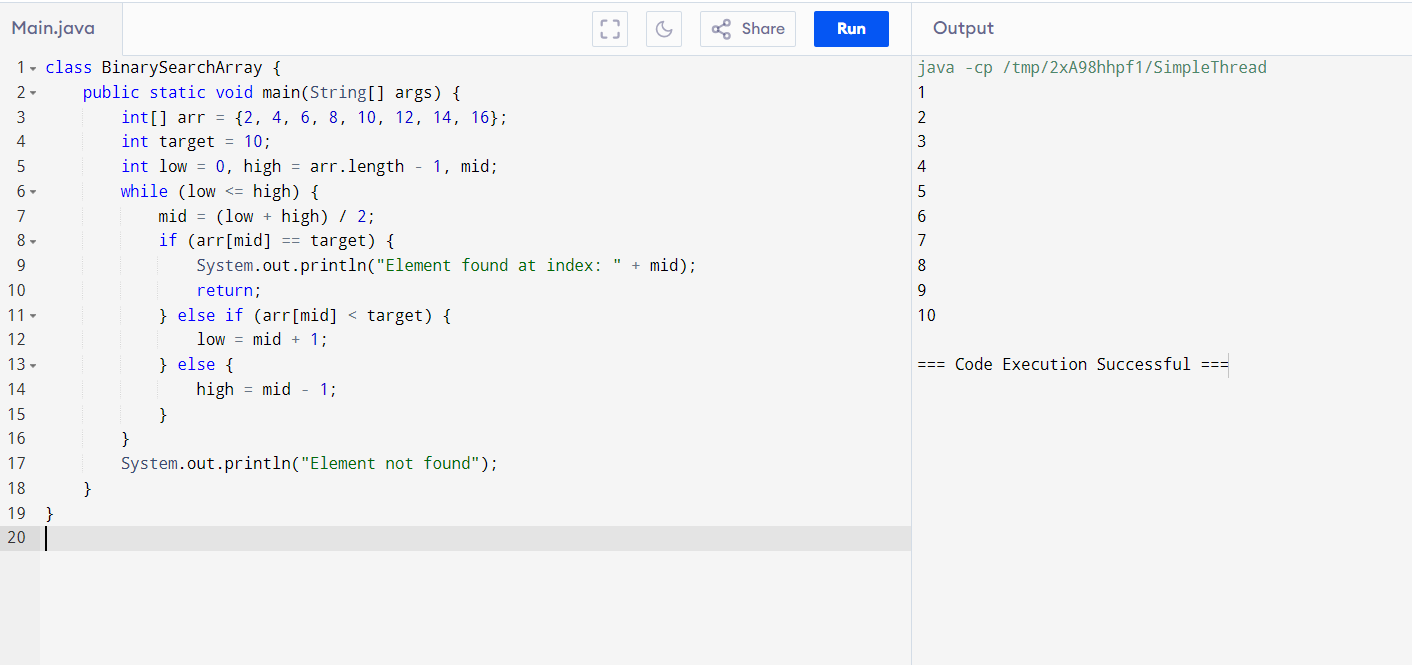 Main.java
Share
Run
Output
1 class BinarySearchArray {
2 public static void main(String[] args) {
3 int[] arr = {2, 4, 6, 8, 10, 12, 14, 16};
4 int target = 10;
5 int low = 0, high = arr.length - 1, mid;
6 while (low <= high) {
7 mid = (low + high) / 2;
8 if (arr[mid] == target) {
9 System.out.println("Element found at index: " + mid);
10 return;
11 } else if (arr[mid] < target) {
12 low = mid + 1;
13 } else {
14 high = mid - 1;
15 }
16 }
17 System.out.println("Element not found");
18 }
19 }
20
java -cp /tmp/2xA98hhpf1/SimpleThread
1
2
3
4
5
6
7
8
9
10
=== Code Execution Successful ===